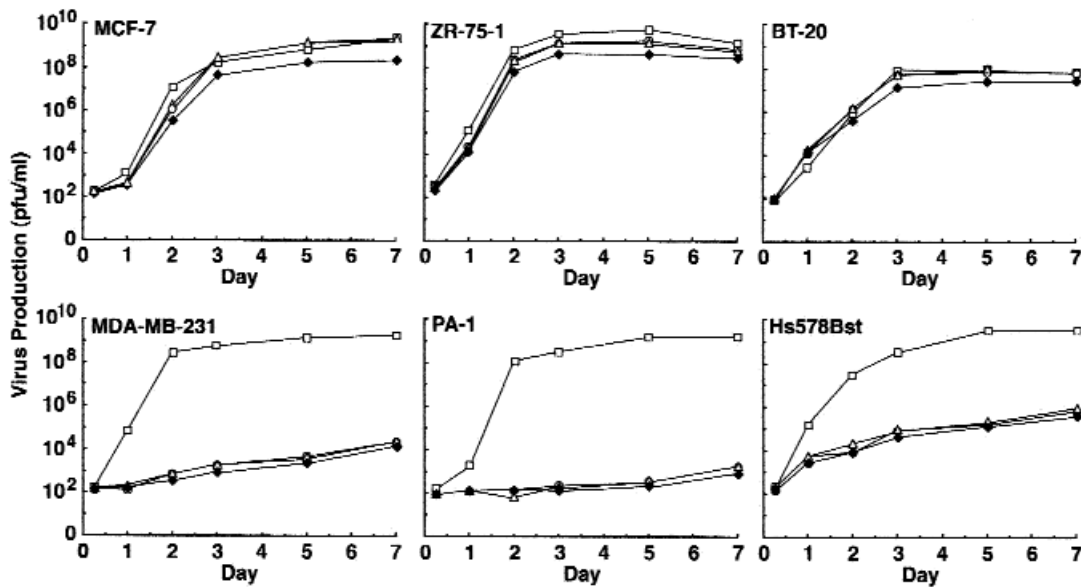 Virus Production (pfu/ml)
MCF-7
10^10
10^8
10^6
10^4
10^2
0
0 1 2 3 4 5 6 7
Day
ZR-75-1
0 1 2 3 4 5 6 7
Day
BT-20
0 1 2 3 4 5 6 7
Day
MDA-MB-231
10^10
10^8
10^6
10^4
10^2
0
0 1 2 3 4 5 6 7
Day
PA-1
0 1 2 3 4 5 6 7
Day
Hs578Bst
0 1 2 3 4 5 6 7
Day